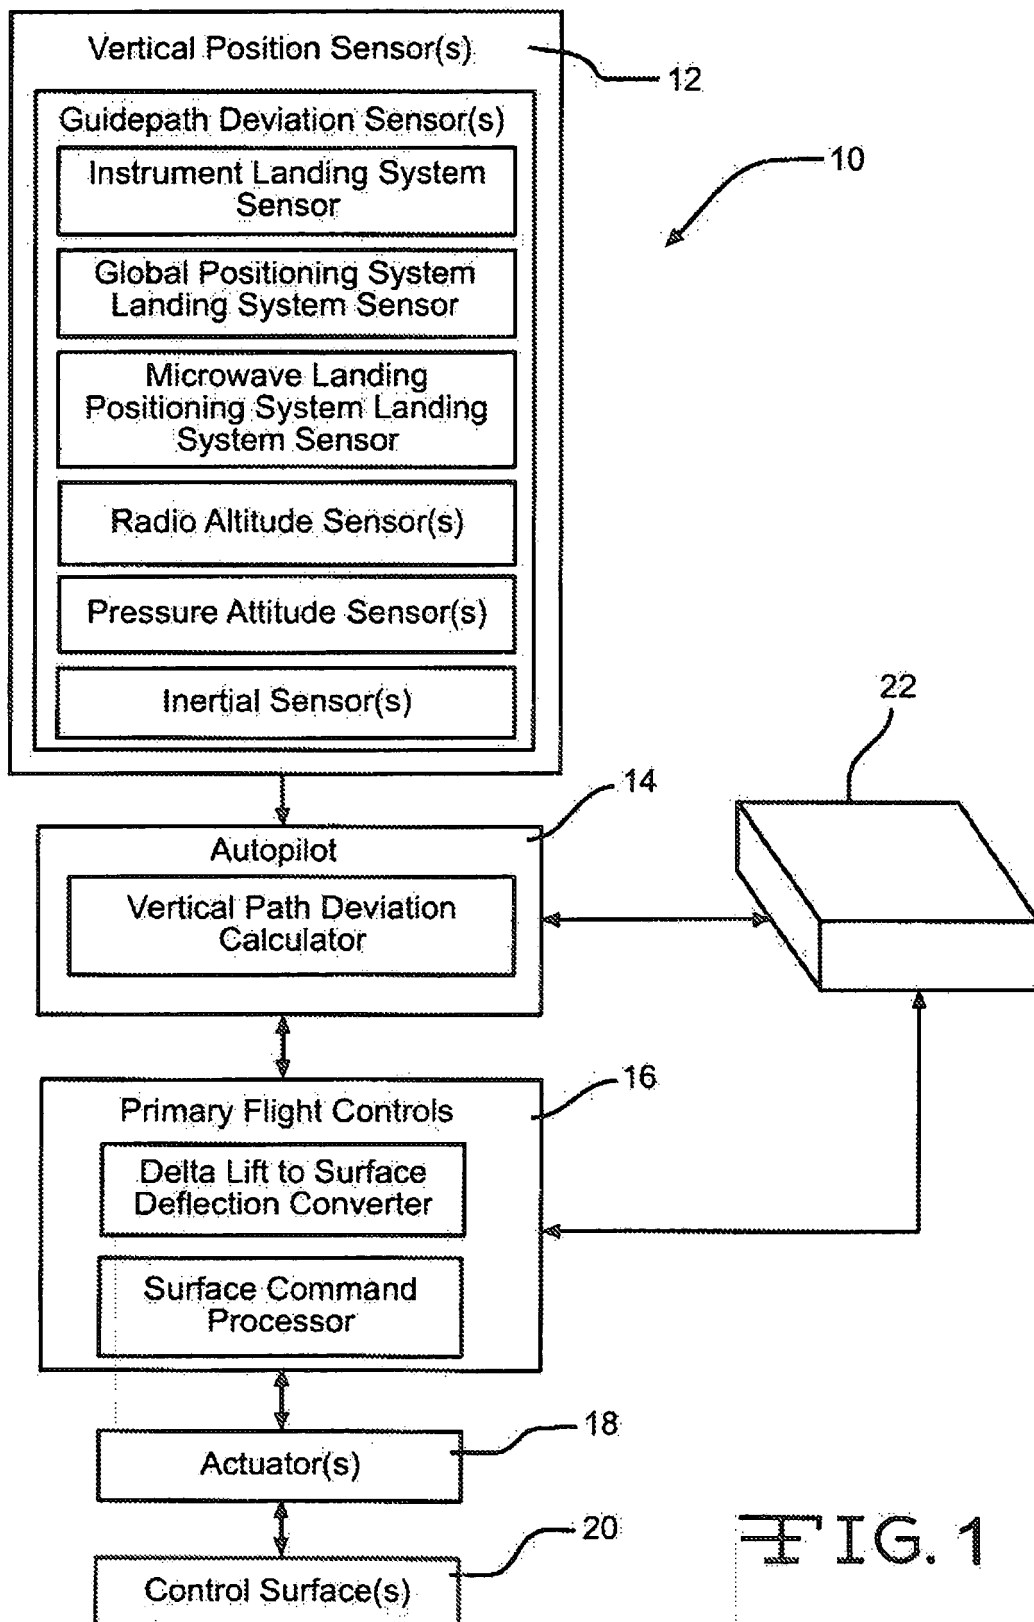 Vertical Position Sensor(s)
12
Guidepath Deviation Sensor(s)
Instrument Landing System
Sensor
10
Global Positioning System
Landing System Sensor
Microwave Landing
Positioning System Landing
System Sensor
Radio Altitude Sensor(s)
Pressure Attitude Sensor(s)
Inertial Sensor(s)
22
14
Autopilot
Vertical Path Deviation
Calculator
16
Primary Flight Controls
Delta Lift to Surface
Deflection Converter
Surface Command
Processor
18
Actuator(s)
20
Control Surface(s)
FIG. 1